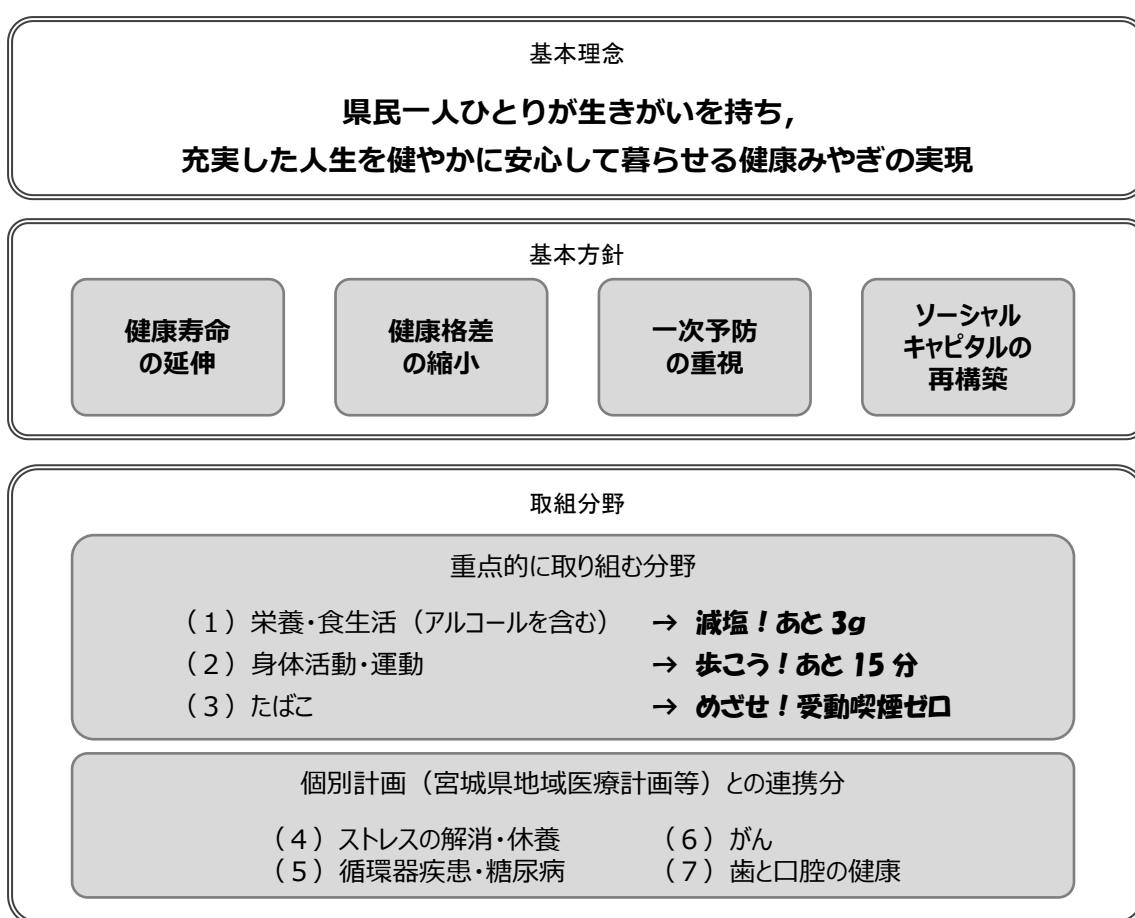 基本理念
県民一人ひとりが生きがいを持ち,
充実した人生を健やかに安心して暮らせる健康みやぎの実現
基本方針
健康寿命
の延伸
健康格差
の縮小
一次予防
の重視
ソーシャル
キャピタルの
再構築
取組分野
重点的に取り組む分野
(1)栄養・食生活(アルコールを含む) → 減塩!あと 3g
(2)身体活動・運動 → 歩こう!あと 15 分
(3)たばこ → めざせ!受動喫煙ゼロ
個別計画(宮城県地域医療計画等)との連携分
(4)ストレスの解消・休養 (6)がん
(5)循環器疾患・糖尿病 (7)歯と口腔の健康